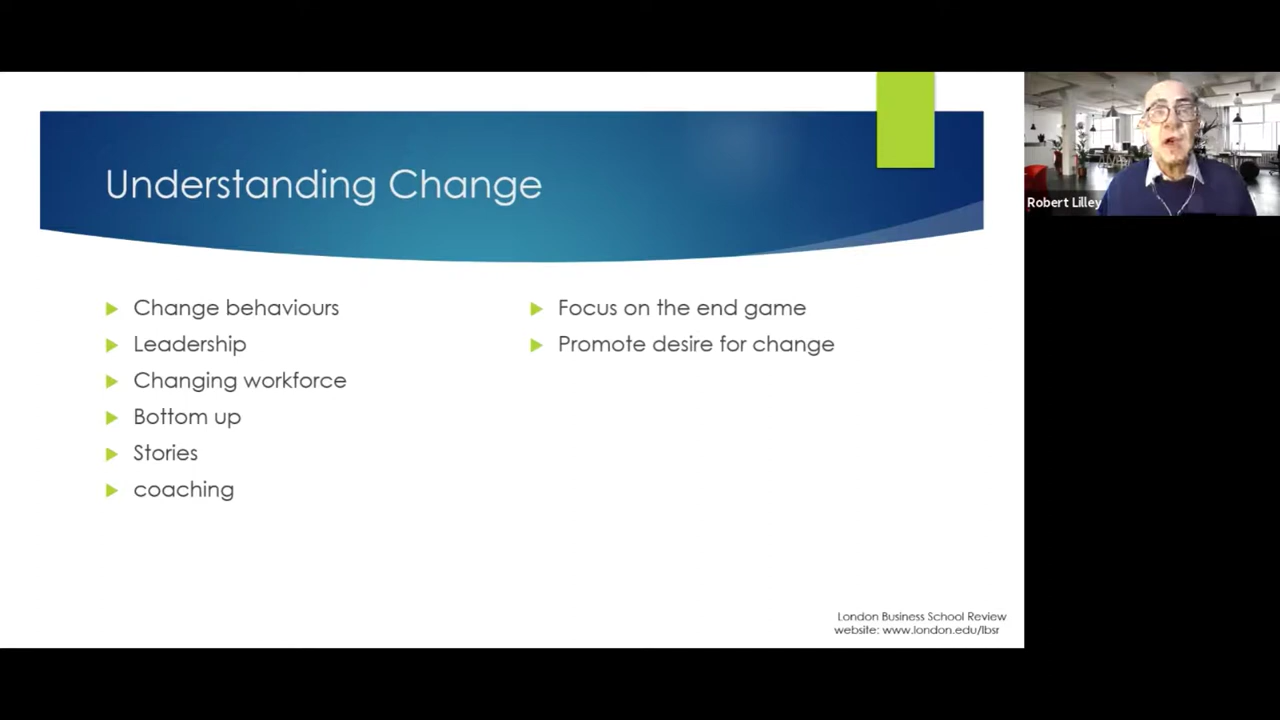 Understanding Change
Change behaviours
Leadership
Changing workforce
Bottom up
Stories
coaching
Focus on the end game
Promote desire for change
London Business School Review
website: www.london.edu/lbsr
Robert Lilley